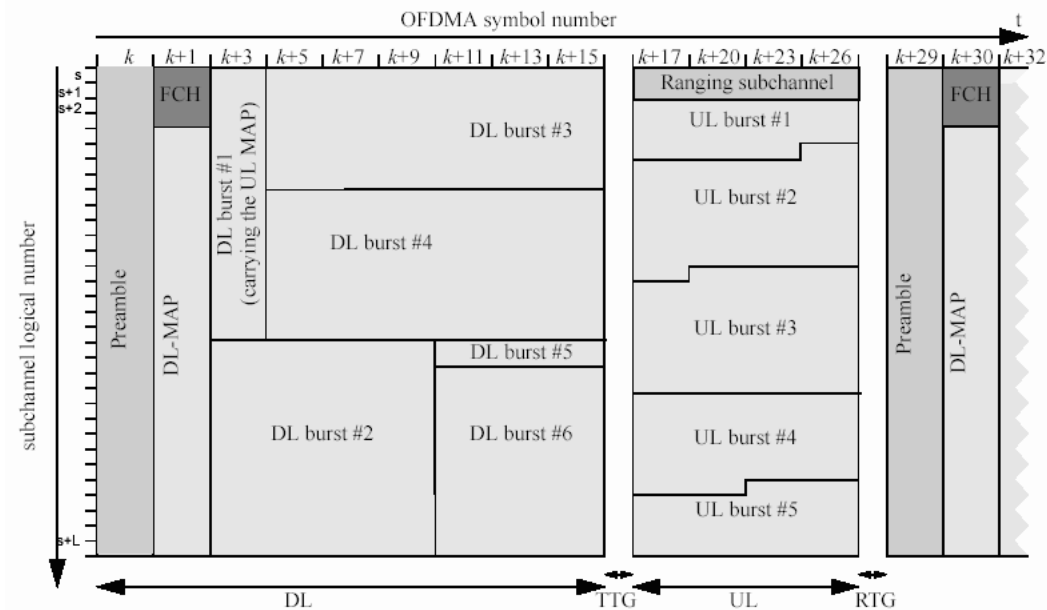 OFDMA symbol number
t
k
k+1
k+3
k+5
k+7
k+9
k+11
k+13
k+15
k+17
k+20
k+23
k+26
k+29
k+30
k+32
s
s+1
s+2
s+L
subchannel logical number
Preamble
FCH
DL-MAP
DL burst #1
(carrying the UL MAP)
DL burst #3
DL burst #4
DL burst #2
DL burst #5
DL burst #6
Ranging subchannel
UL burst #1
UL burst #2
UL burst #3
UL burst #4
UL burst #5
Preamble
FCH
DL-MAP
DL
TTG
UL
RTG